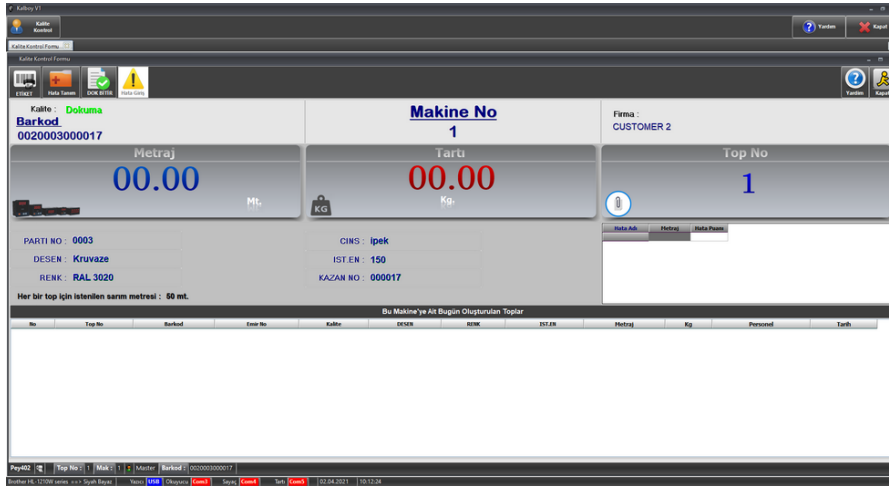 Kalboy V1
Kalite Kontrol
Yardım Kapat
Kalite Kontrol Formu
Kalite Kontrol Formu
ETİKET Hata Tanım DOK BİTİR Hata Giriş
Yardım Kapat
Kalite : Dokuma
Barkod
0020003000017
Makine No
1
Firma :
CUSTOMER 2
Metraj
00.00
Mt.
Tartı
00.00
Kg.
KG
Top No
1
PARTI NO : 0003
DESEN : Kruvaze
RENK : RAL 3020
CINS : ipek
IST.EN : 150
KAZAN NO : 000017
Hata Adı Metraj Hata Puanı
Her bir top için istenilen sarım metresi : 50 mt.
Bu Makine'ye Ait Bugün Oluşturulan Toplar
No Top No Barkod Emir No Kalite DESEN RENK IST.EN Metraj Kg Personel Tarih
Pey402 Top No : 1 Mak : 1 Master Barkod : 0020003000017
Brother HL-1210W series ==> Siyah Beyaz Yazıcı USB Okuyucu Com3 Sayaç Com4 Tartı Com5 02.04.2021 10:12:24